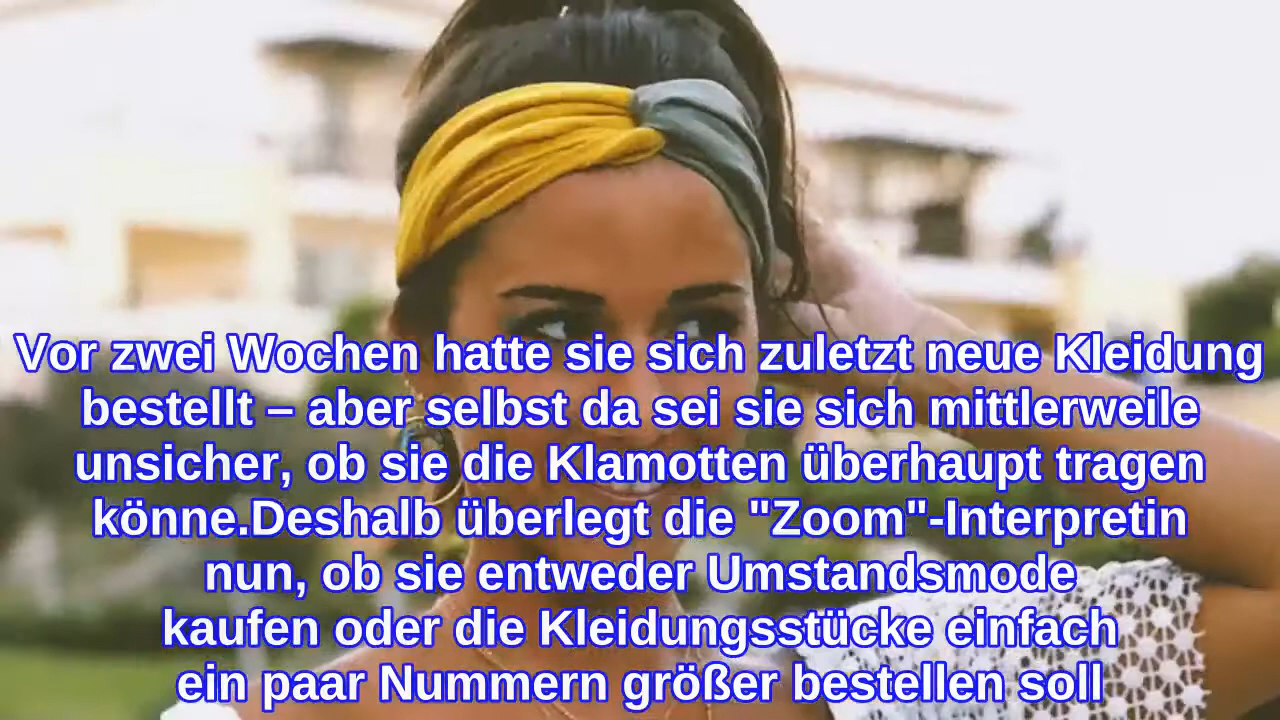 Vor zwei Wochen hatte sie sich zuletzt neue Kleidung
bestellt – aber selbst da sei sie sich mittlerweile
unsicher, ob sie die Klamotten überhaupt tragen
könne.Deshalb überlegt die "Zoom"-Interpretin
nun, ob sie entweder Umstandsmode
kaufen oder die Kleidungsstücke einfach
ein paar Nummern größer bestellen soll